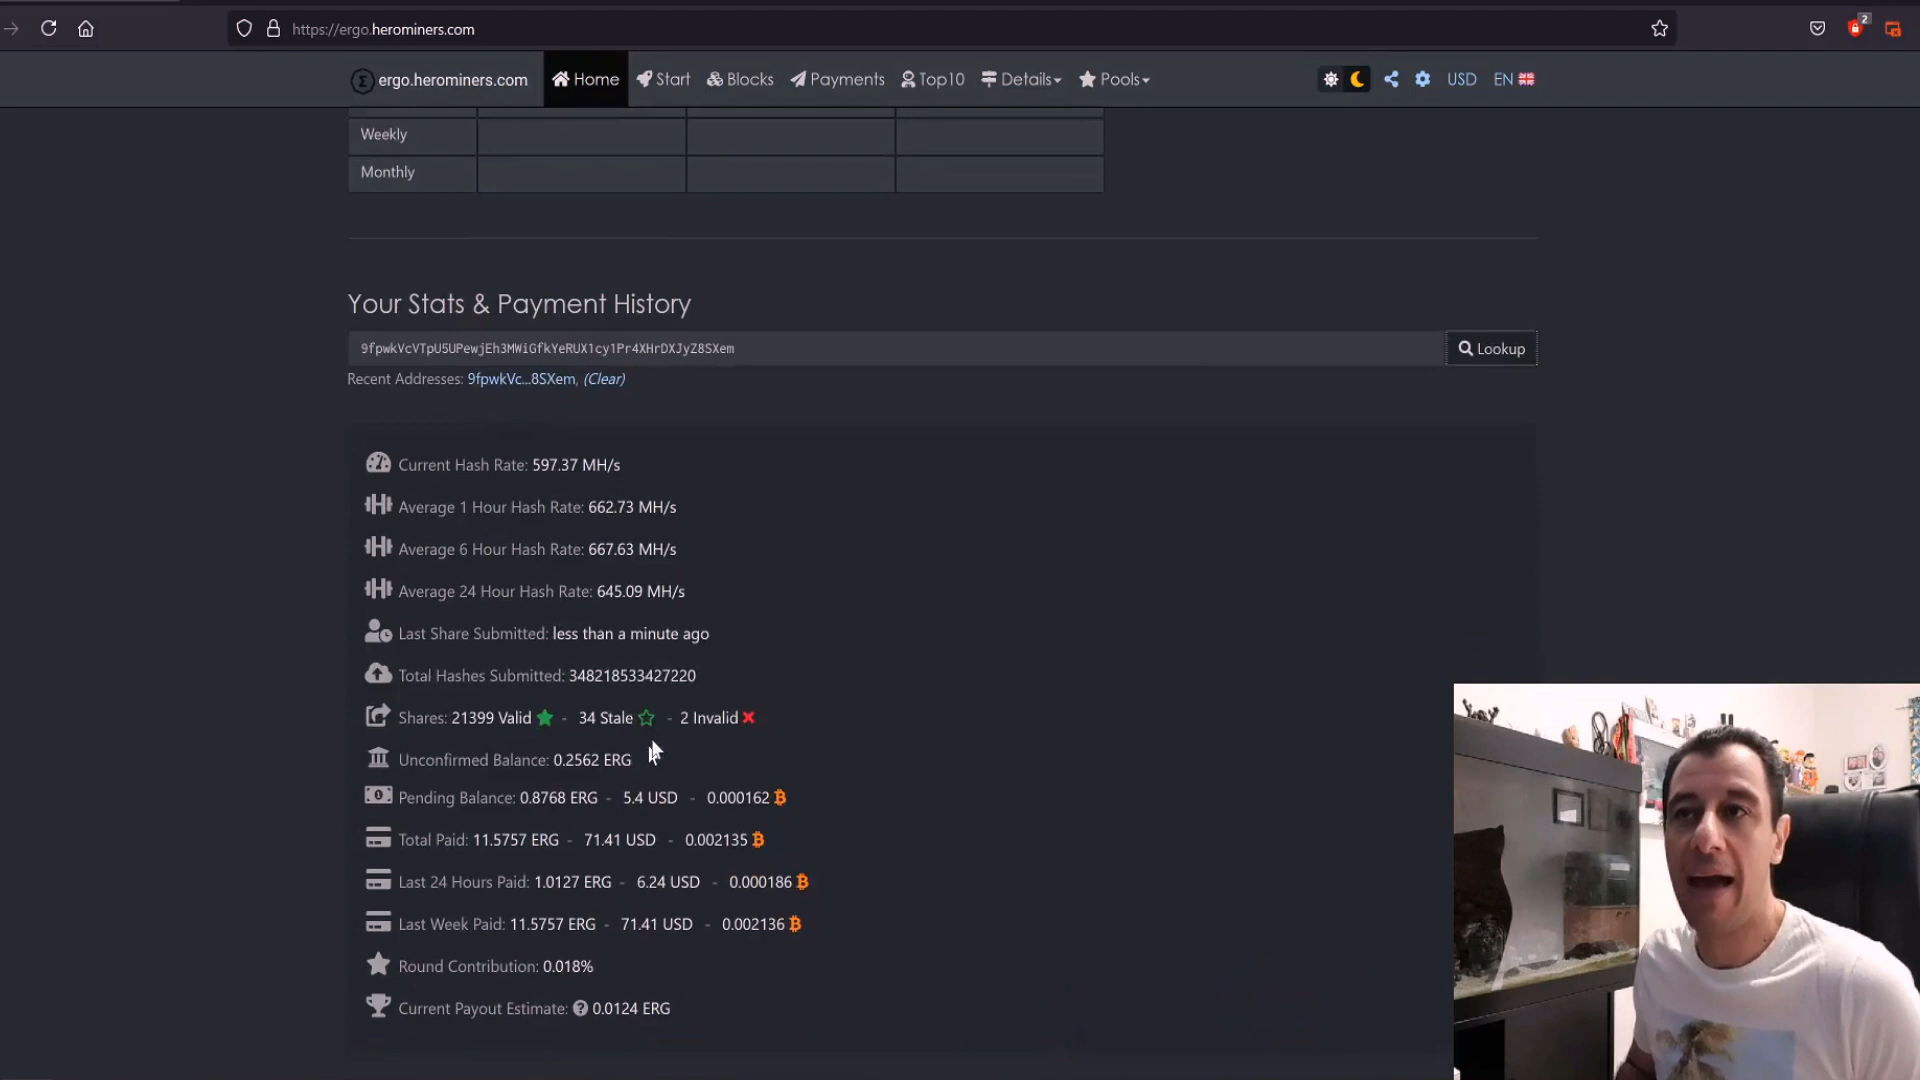 https://ergo.herominers.com
2
ergo.herominers.com Home Start Blocks Payments Top10 Details Pools USD EN
Weekly
Monthly
Your Stats & Payment History
9fpwkVcVTpU5UPewjEh3MWiGfkYeRUX1cy1Pr4XHrDXJyZ8SXem Lookup
Recent Addresses: 9fpwkVc...8SXem, (Clear)
Current Hash Rate: 597.37 MH/s
Average 1 Hour Hash Rate: 662.73 MH/s
Average 6 Hour Hash Rate: 667.63 MH/s
Average 24 Hour Hash Rate: 645.09 MH/s
Last Share Submitted: less than a minute ago
Total Hashes Submitted: 348218533427220
Shares: 21399 Valid - 34 Stale - 2 Invalid
Unconfirmed Balance: 0.2562 ERG
Pending Balance: 0.8768 ERG - 5.4 USD - 0.000162
Total Paid: 11.5757 ERG - 71.41 USD - 0.002135
Last 24 Hours Paid: 1.0127 ERG - 6.24 USD - 0.000186
Last Week Paid: 11.5757 ERG - 71.41 USD - 0.002136
Round Contribution: 0.018%
Current Payout Estimate: 0.0124 ERG